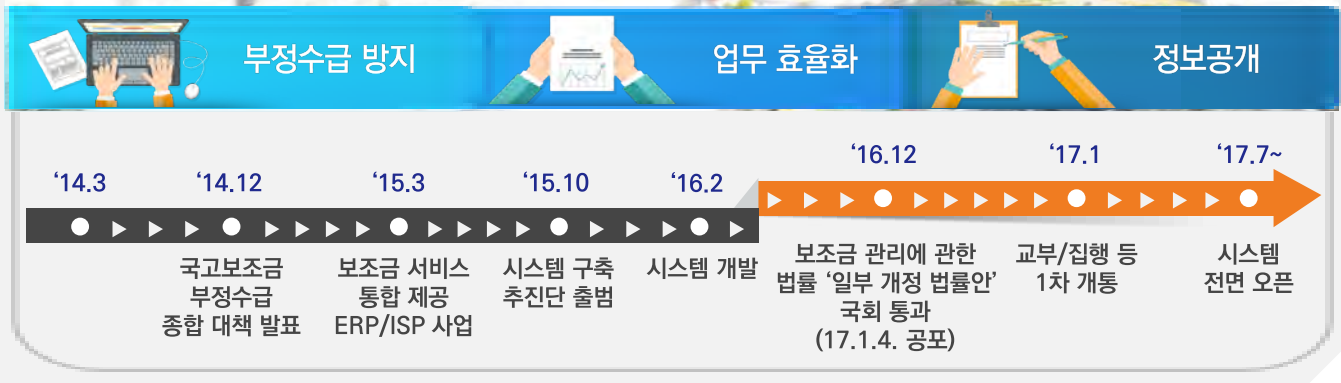 부정수급 방지
업무 효율화
정보공개
‘14.3
‘14.12
‘15.3
‘15.10
‘16.2
‘16.12
‘17.1
‘17.7~
국고보조금
부정수급
종합 대책 발표
보조금 서비스
통합 제공
ERP/ISP 사업
시스템 구축
추진단 출범
시스템 개발
보조금 관리에 관한
법률 ‘일부 개정 법률안’
국회 통과
(17.1.4. 공포)
교부/집행 등
1차 개통
시스템
전면 오픈